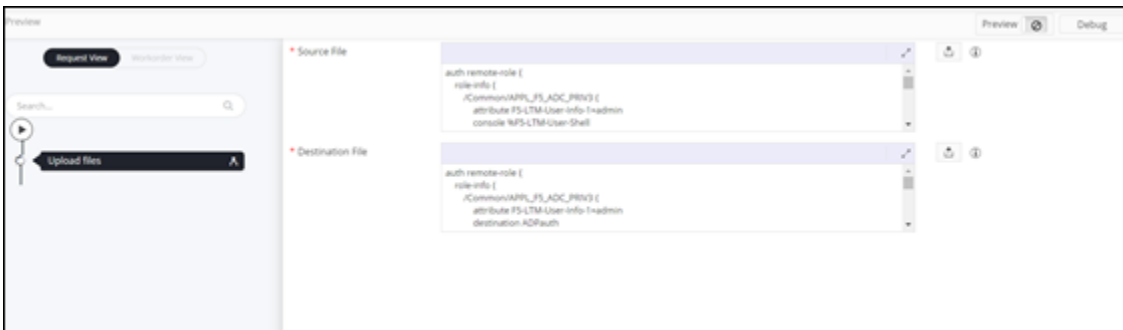 Preview
Preview
Debug
Request View
Workorder View
Search...
Upload files
* Source File
auth remote-role {
role-info {
/Common/APPL_F5_ADC_PRIV3 {
attribute F5-LTM-User-Info-1=admin
console %F5-LTM-User-Shell
* Destination File
auth remote-role {
role-info {
/Common/APPL_F5_ADC_PRIV3 {
attribute F5-LTM-User-Info-1=admin
destination ADPauth